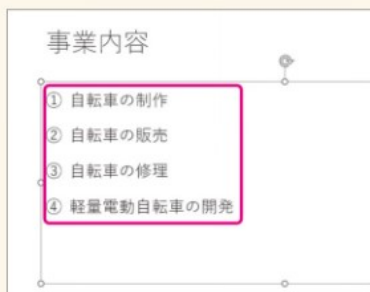 事業内容
① 自転車の制作
② 自転車の販売
③ 自転車の修理
④ 軽量電動自転車の開発